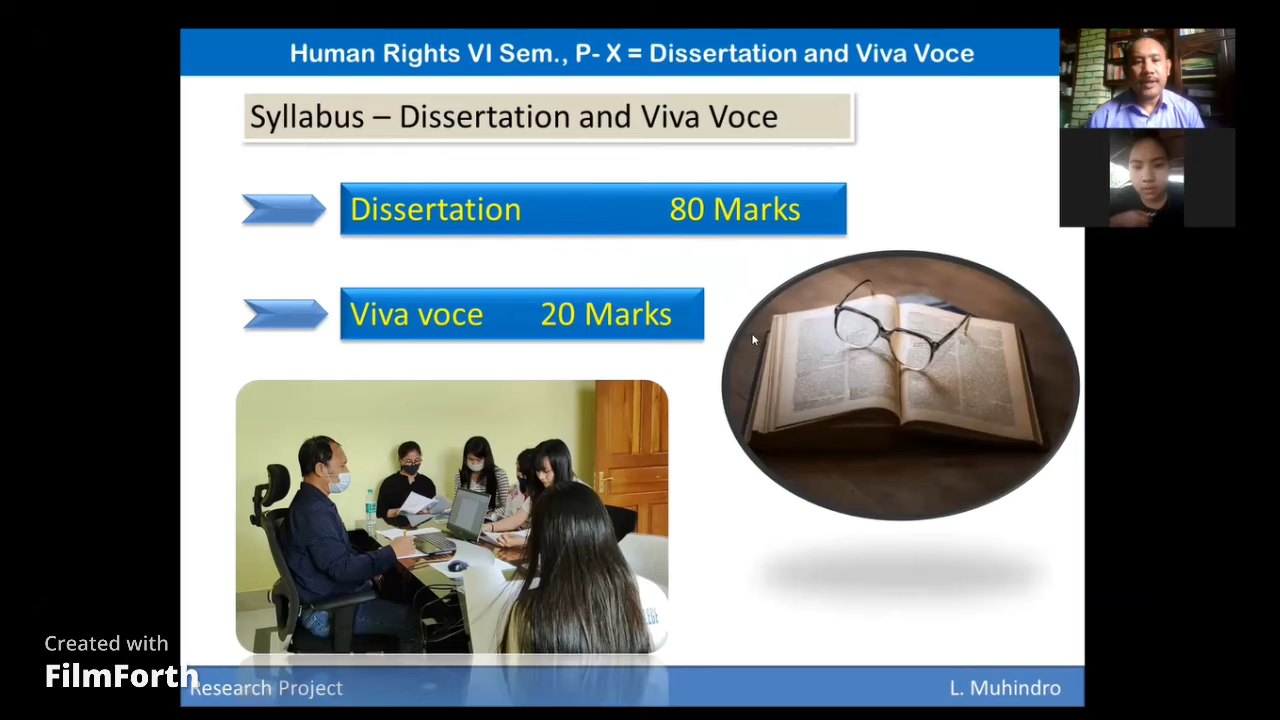 Human Rights VI Sem., P- X = Dissertation and Viva Voce
Syllabus – Dissertation and Viva Voce
Dissertation 80 Marks
Viva voce 20 Marks
Created with
FilmForth
Research Project
L. Muhindro